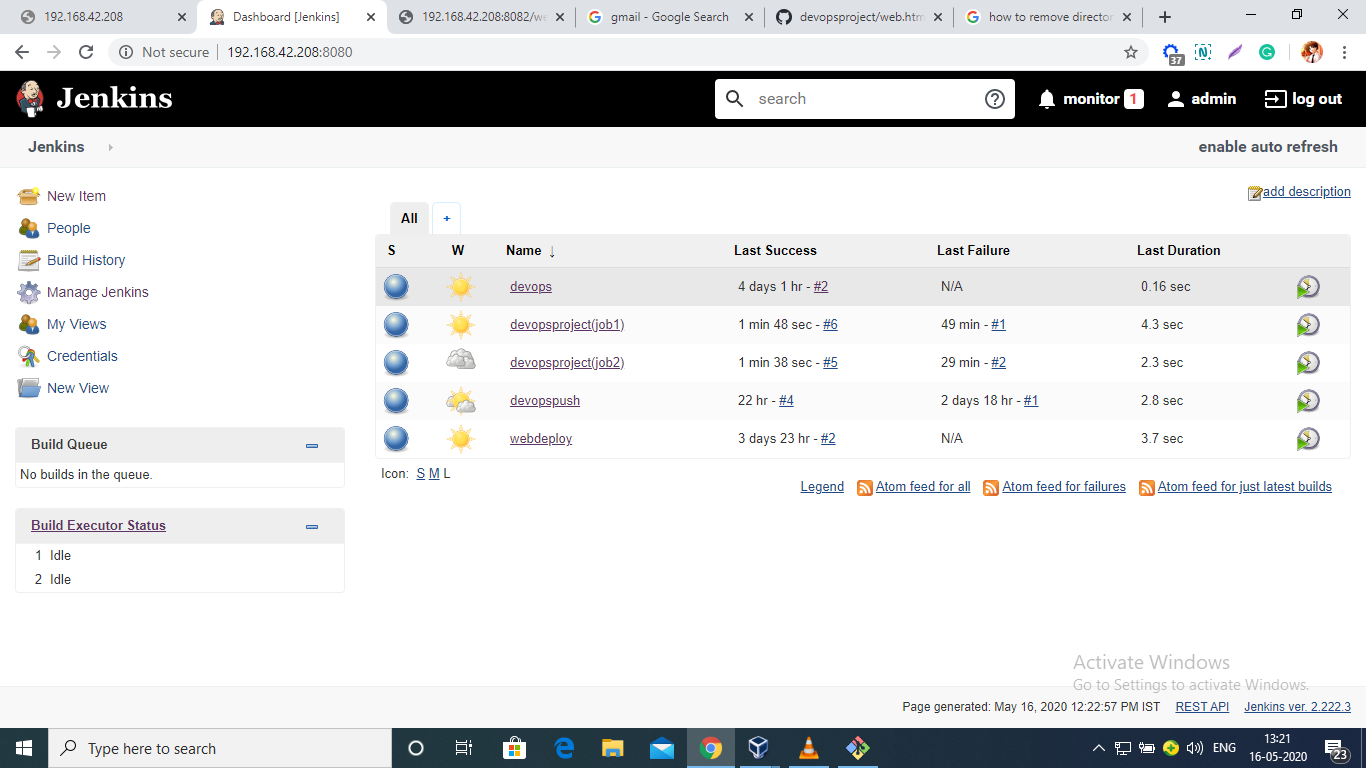 192.168.42.208
Dashboard [Jenkins]
192.168.42.208:8082/we
gmail - Google Search
devopsproject/web.htm
how to remove director
Not secure
192.168.42.208:8080
37
Jenkins
search
monitor 1
admin
log out
Jenkins
enable auto refresh
New Item
People
Build History
Manage Jenkins
My Views
Credentials
New View
Build Queue
No builds in the queue.
Build Executor Status
1 Idle
2 Idle
add description
All +
S W Name ↓ Last Success Last Failure Last Duration
devops 4 days 1 hr - #2 N/A 0.16 sec
devopsproject(job1) 1 min 48 sec - #6 49 min - #1 4.3 sec
devopsproject(job2) 1 min 38 sec - #5 29 min - #2 2.3 sec
devopspush 22 hr - #4 2 days 18 hr - #1 2.8 sec
webdeploy 3 days 23 hr - #2 N/A 3.7 sec
Icon: S M L
Legend Atom feed for all Atom feed for failures Atom feed for just latest builds
Activate Windows
Go to Settings to activate Windows.
Page generated: May 16, 2020 12:22:57 PM IST REST API Jenkins ver. 2.222.3
Type here to search
ENG
13:21
16-05-2020
23